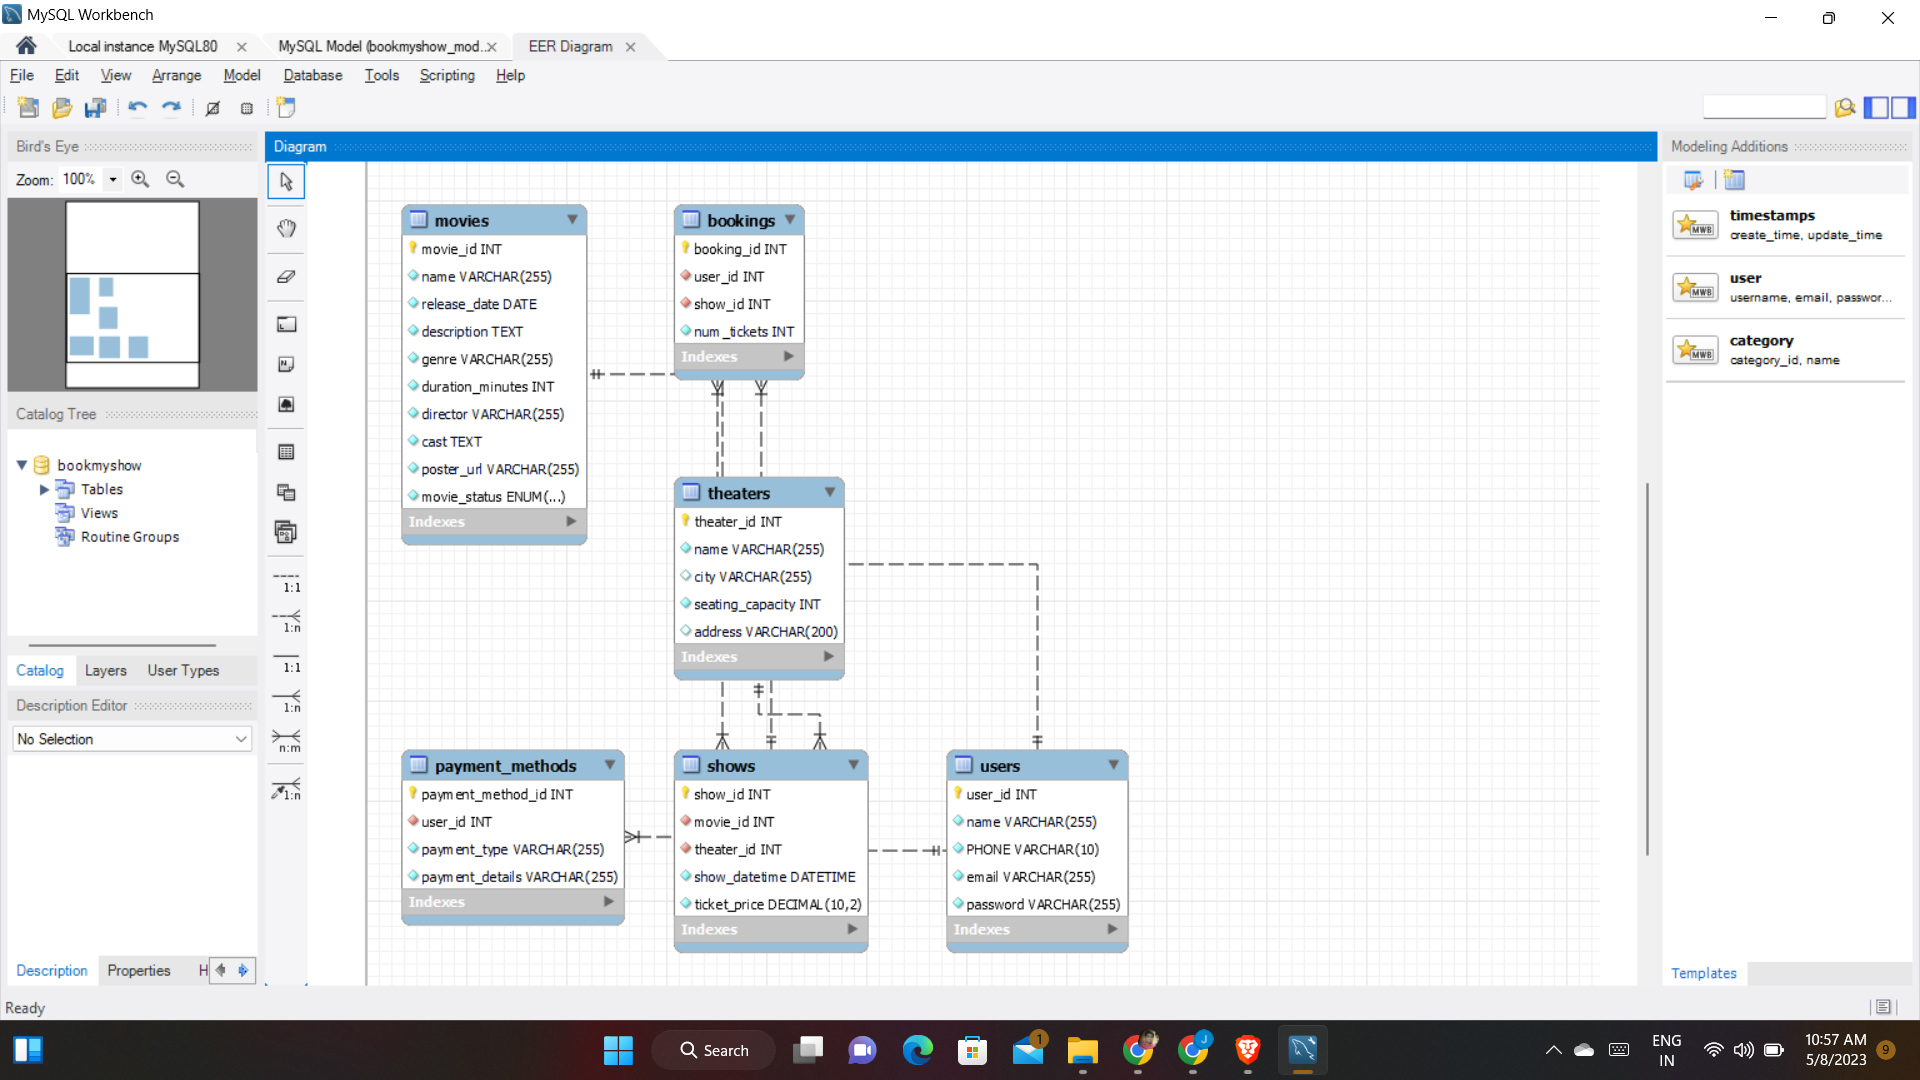 MySQL Workbench
Local instance MySQL80
MySQL Model (bookmyshow_mod..
EER Diagram
File Edit View Arrange Model Database Tools Scripting Help
Bird's Eye
Zoom: 100%
Catalog Tree
bookmyshow
Tables
Views
Routine Groups
Catalog Layers User Types
Description Editor
No Selection
Description Properties H
Ready
1:1
1:n
1:1
1:n
n:m
1:n
Diagram
movies
movie_id INT
name VARCHAR(255)
release_date DATE
description TEXT
genre VARCHAR(255)
duration_minutes INT
director VARCHAR(255)
cast TEXT
poster_url VARCHAR(255)
movie_status ENUM(...)
Indexes
bookings
booking_id INT
user_id INT
show_id INT
num_tickets INT
Indexes
theaters
theater_id INT
name VARCHAR(255)
city VARCHAR(255)
seating_capacity INT
address VARCHAR(200)
Indexes
payment_methods
payment_method_id INT
user_id INT
payment_type VARCHAR(255)
payment_details VARCHAR(255)
Indexes
shows
show_id INT
movie_id INT
theater_id INT
show_datetime DATETIME
ticket_price DECIMAL(10,2)
Indexes
users
user_id INT
name VARCHAR(255)
PHONE VARCHAR(10)
email VARCHAR(255)
password VARCHAR(255)
Indexes
Modeling Additions
MWB
timestamps
create_time, update_time
MWB
user
username, email, passwor...
MWB
category
category_id, name
Templates
Search
1
J
ENG
IN
10:57 AM
5/8/2023
9